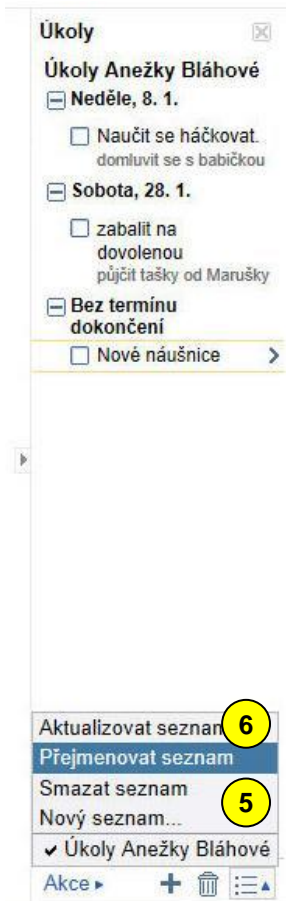 Úkoly
Úkoly Anežky Bláhové
Neděle, 8. 1.
Naučit se háčkovat.
domluvit se s babičkou
Sobota, 28. 1.
zabalit na
dovolenou
půjčit tašky od Marušky
Bez termínu
dokončení
Nové náušnice
Aktualizovat seznam
6
Přejmenovat seznam
Smazat seznam
5
Nový seznam...
Úkoly Anežky Bláhové
Akce